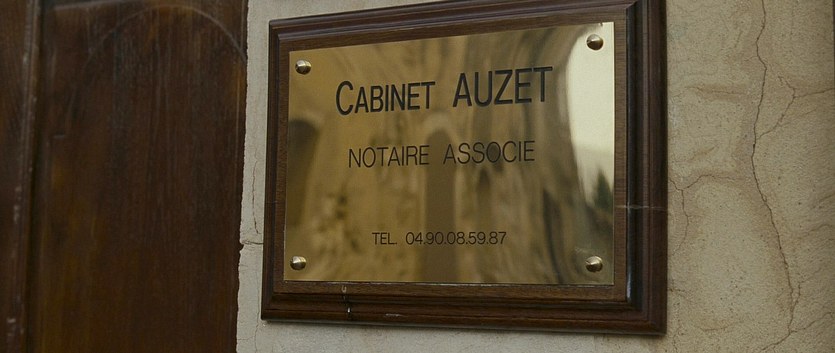 CABINET AUZET
NOTAIRE ASSOCIE
TEL. 04.90.08.59.87